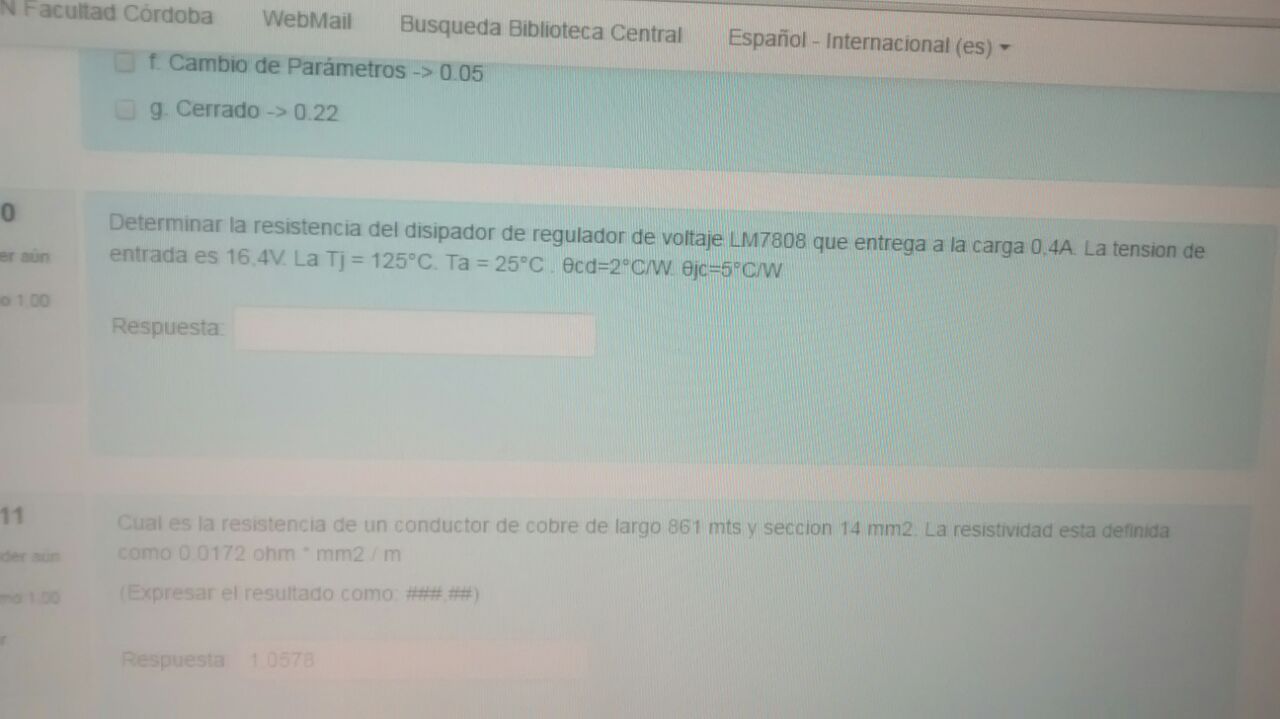 N Facultad Córdoba WebMail Busqueda Biblioteca Central Español - Internacional (es)
f. Cambio de Parámetros -> 0.05
g. Cerrado -> 0.22
0
er aún
o 1,00
Determinar la resistencia del disipador de regulador de voltaje LM7808 que entrega a la carga 0,4A. La tension de
entrada es 16,4V. La Tj = 125°C. Ta = 25°C . θcd=2°C/W. θjc=5°C/W
Respuesta:
11
der aún
mo 1,00
r
Cual es la resistencia de un conductor de cobre de largo 861 mts y seccion 14 mm2. La resistividad esta definida
como 0.0172 ohm * mm2 / m
(Expresar el resultado como: ###,##)
Respuesta: 1,0578